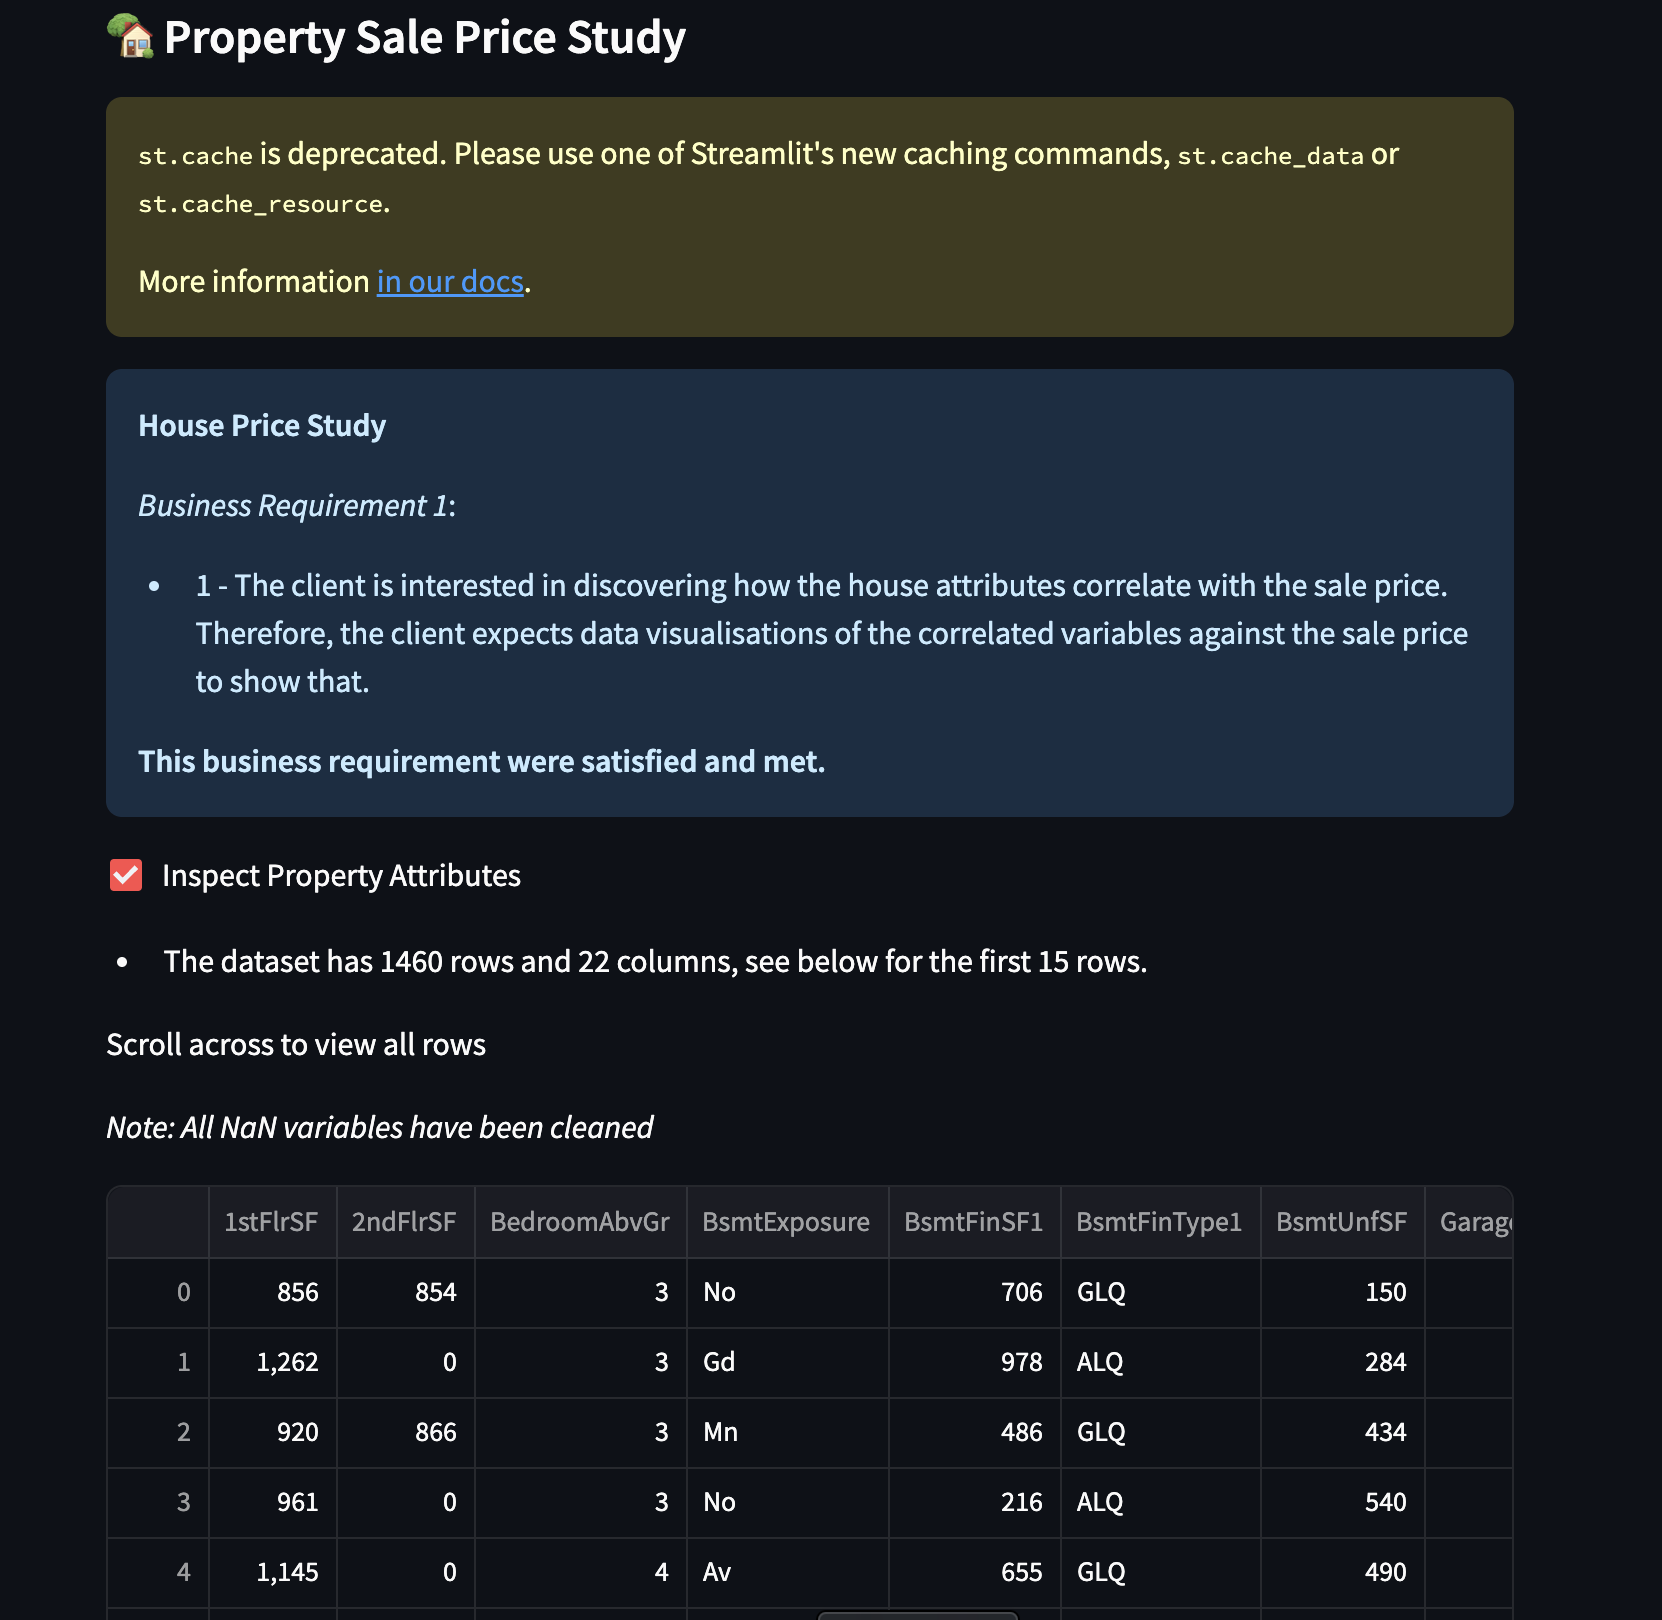 Property Sale Price Study
st.cache is deprecated. Please use one of Streamlit's new caching commands, st.cache_data or
st.cache_resource.
More information in our docs.
House Price Study
Business Requirement 1:
• 1 - The client is interested in discovering how the house attributes correlate with the sale price.
Therefore, the client expects data visualisations of the correlated variables against the sale price
to show that.
This business requirement were satisfied and met.
Inspect Property Attributes
• The dataset has 1460 rows and 22 columns, see below for the first 15 rows.
Scroll across to view all rows
Note: All NaN variables have been cleaned
1stFlrSF 2ndFlrSF BedroomAbvGr BsmtExposure BsmtFinSF1 BsmtFinType1 BsmtUnfSF Garage
0 856 854 3 No 706 GLQ 150
1 1,262 0 3 Gd 978 ALQ 284
2 920 866 3 Mn 486 GLQ 434
3 961 0 3 No 216 ALQ 540
4 1,145 0 4 Av 655 GLQ 490